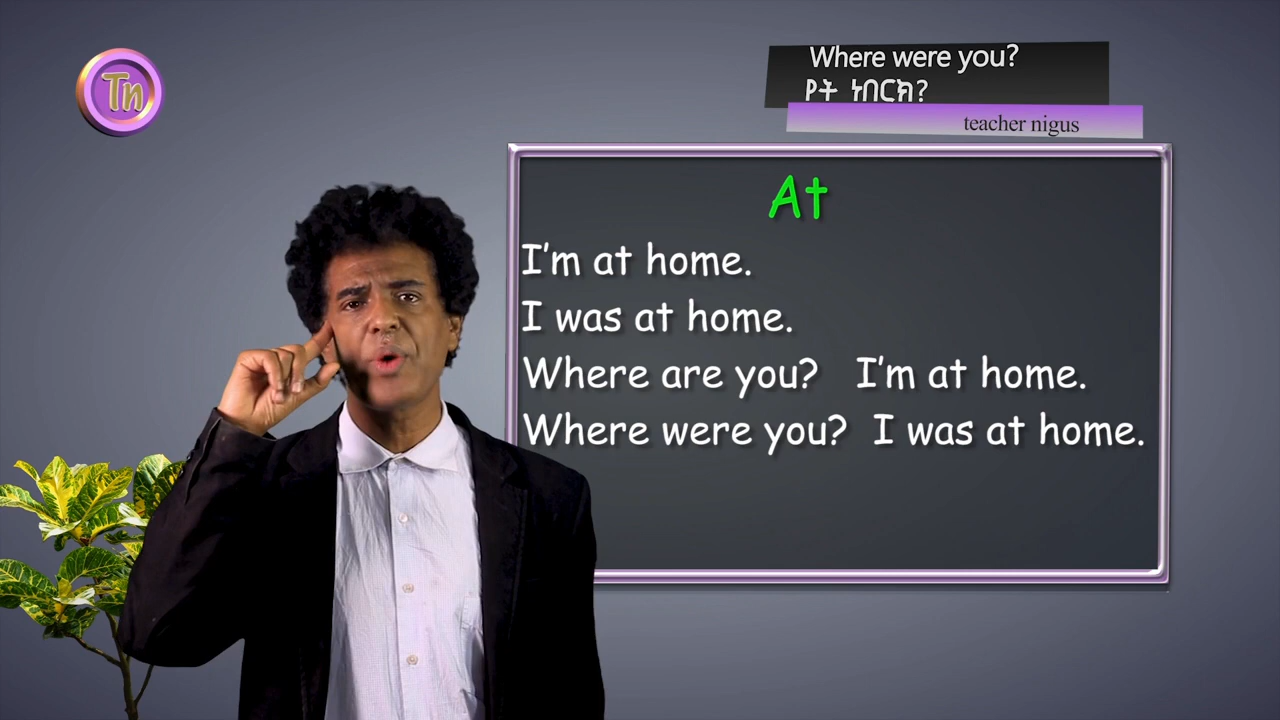 Tn
Where were you?
የት ነበርክ?
teacher nigus
At
I'm at home.
I was at home.
Where are you? I'm at home.
Where were you? I was at home.